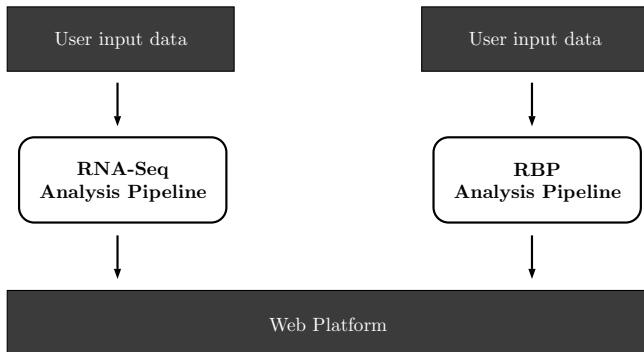 User input data
User input data
RNA-Seq
Analysis Pipeline
RBP
Analysis Pipeline
Web Platform